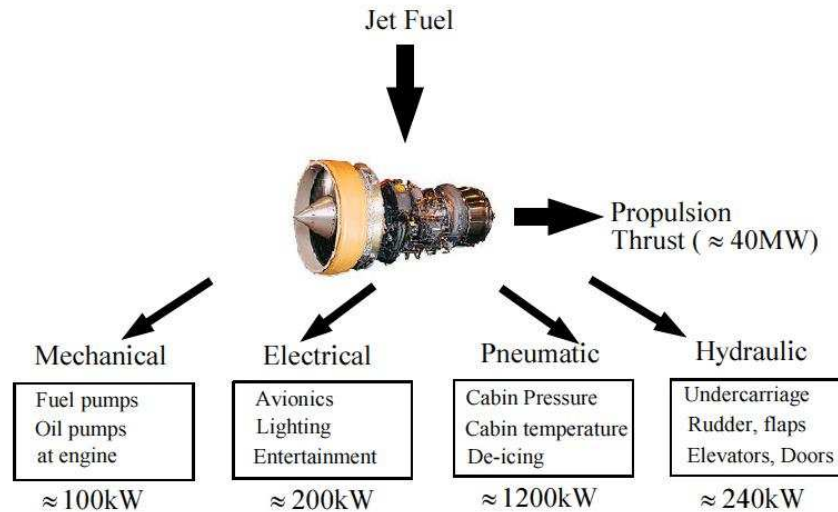 Jet Fuel
Propulsion
Thrust ( ≈ 40MW)
Mechanical
Fuel pumps
Oil pumps
at engine
≈100kW
Electrical
Avionics
Lighting
Entertainment
≈200kW
Pneumatic
Cabin Pressure
Cabin temperature
De-icing
≈1200kW
Hydraulic
Undercarriage
Rudder, flaps
Elevators, Doors
≈240kW